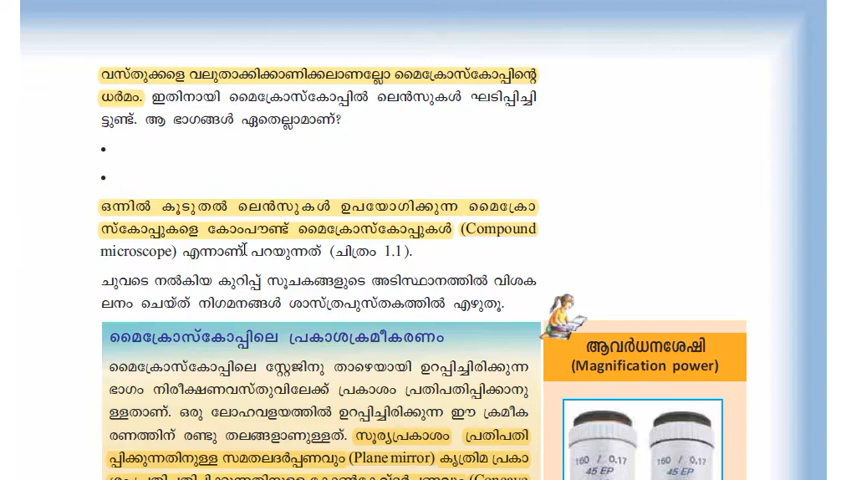 വസ്തുക്കളെ വലുതാക്കിക്കാണിക്കലാണല്ലോ മൈക്രോസ്കോപ്പിന്റെ
ധർമം. ഇതിനായി മൈക്രോസ്കോപ്പിൽ ലെൻസുകൾ ഘടിപ്പിച്ചി
ട്ടുണ്ട്. ആ ഭാഗങ്ങൾ ഏതെല്ലാമാണ്?
•
•
ഒന്നിൽ കൂടുതൽ ലെൻസുകൾ ഉപയോഗിക്കുന്ന മൈക്രോ
സ്കോപ്പുകളെ കോംപൗണ്ട് മൈക്രോസ്കോപ്പുകൾ (Compound
microscope) എന്നാണ് പറയുന്നത് (ചിത്രം 1.1).
ചുവടെ നൽകിയ കുറിപ്പ് സൂചകങ്ങളുടെ അടിസ്ഥാനത്തിൽ വിശക
ലനം ചെയ്ത് നിഗമനങ്ങൾ ശാസ്ത്രപുസ്തകത്തിൽ എഴുതൂ.
മൈക്രോസ്കോപ്പിലെ പ്രകാശക്രമീകരണം
മൈക്രോസ്കോപ്പിലെ സ്റ്റേജിനു താഴെയായി ഉറപ്പിച്ചിരിക്കുന്ന
ഭാഗം നിരീക്ഷണവസ്തുവിലേക്ക് പ്രകാശം പ്രതിപതിപ്പിക്കാനു
ള്ളതാണ്. ഒരു ലോഹവളയത്തിൽ ഉറപ്പിച്ചിരിക്കുന്ന ഈ ക്രമീക
രണത്തിന് രണ്ടു തലങ്ങളാണുള്ളത്. സൂര്യപ്രകാശം പ്രതിപതി
പ്പിക്കുന്നതിനുള്ള സമതലദർപ്പണവും (Plane mirror) കൃത്രിമ പ്രകാ
ആവർധനശേഷി
(Magnification power)
160 / 0.17
45 EP
160 / 0.17
45 EP